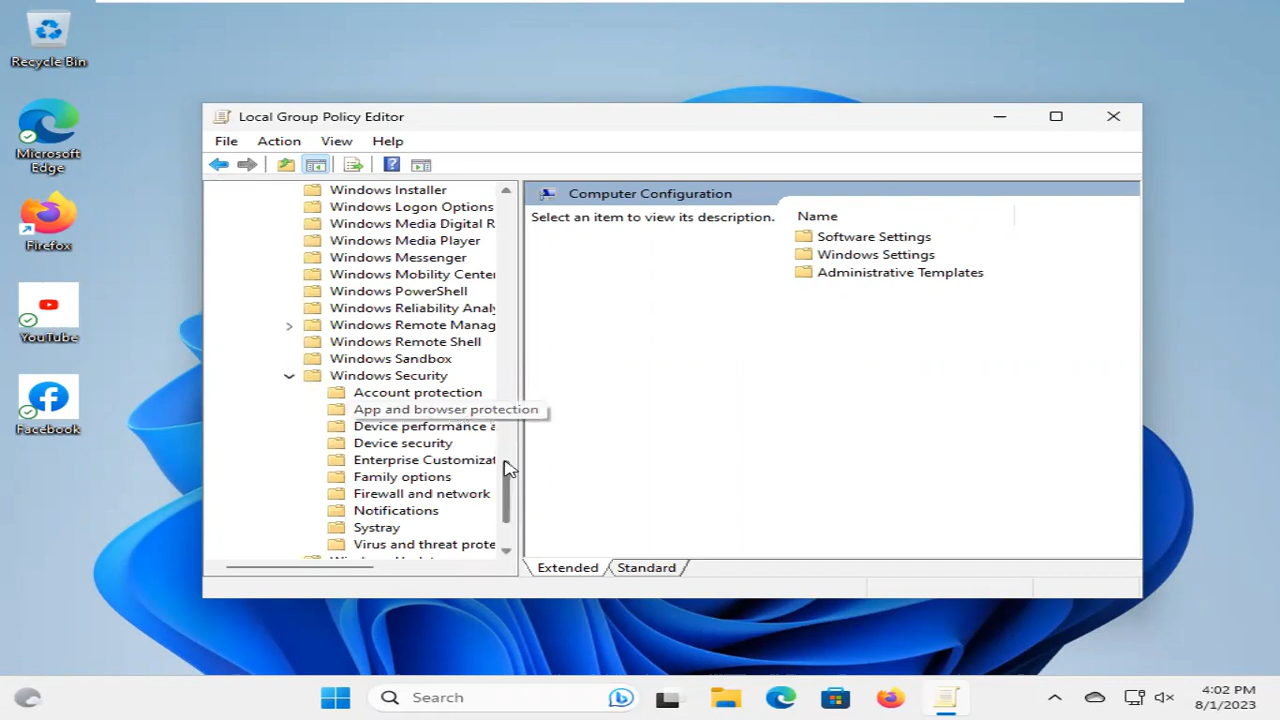 Recycle Bin
Microsoft
Edge
Firefox
YouTube
Facebook
Local Group Policy Editor
File Action View Help
Windows Installer
Windows Logon Options
Windows Media Digital R
Windows Media Player
Windows Messenger
Windows Mobility Center
Windows PowerShell
Windows Reliability Analy
Windows Remote Manag
Windows Remote Shell
Windows Sandbox
Windows Security
Account protection
App and browser protection
Device performance a
Device security
Enterprise Customizat
Family options
Firewall and network
Notifications
Systray
Virus and threat prote
Computer Configuration
Select an item to view its description.
Name
Software Settings
Windows Settings
Administrative Templates
Extended Standard
Search
4:02 PM
8/1/2023